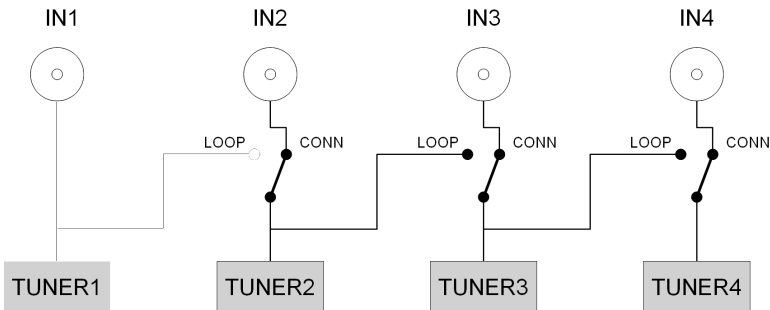 IN1 IN2 IN3 IN4
LOOP CONN LOOP CONN LOOP CONN
TUNER1 TUNER2 TUNER3 TUNER4